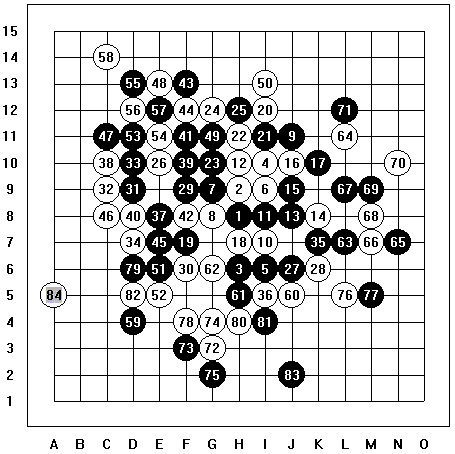 15
14 58
13 55 48 43 50
12 56 57 44 24 25 20 71
11 47 53 54 41 49 22 21 9 64
10 38 33 26 39 23 12 4 16 17 70
9 32 31 29 7 2 6 15 67 69
8 46 40 37 42 8 1 11 13 14 68
7 34 45 19 18 10 35 63 66 65
6 79 51 30 62 3 5 27 28
5 84 82 52 61 36 60 76 77
4 59 78 74 80 81
3 73 72
2 75 83
1
A B C D E F G H I J K L M N O